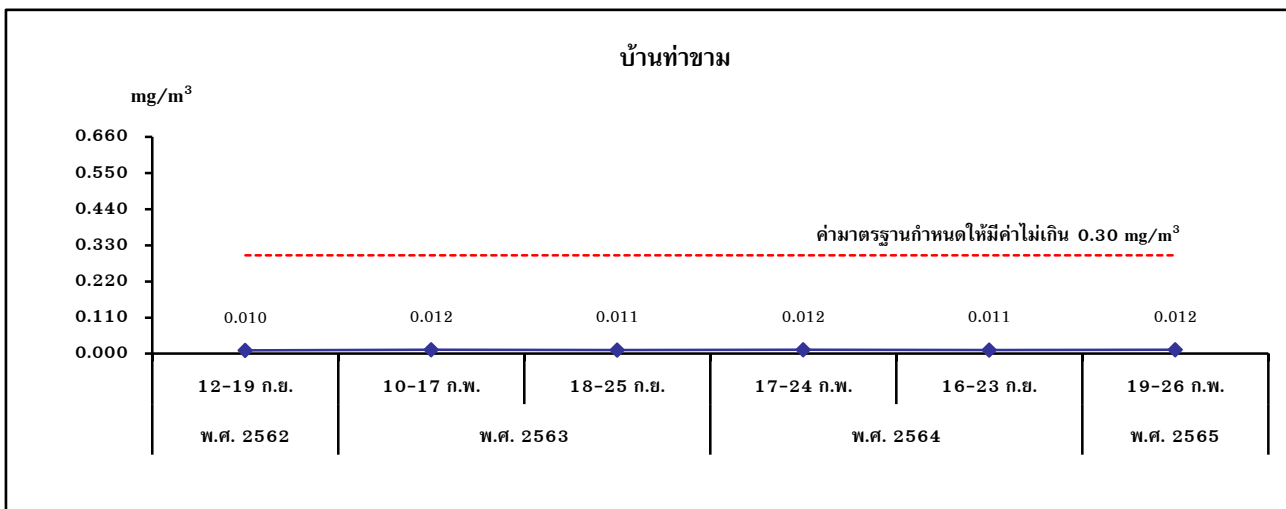 บ้านท่าขาม
mg/m³
0.660
0.550
0.440
0.330
ค่ามาตรฐานกำหนดให้มีค่าไม่เกิน 0.30 mg/m³
0.220
0.110
0.010 0.012 0.011 0.012 0.011 0.012
0.000
12-19 ก.ย. 10-17 ก.พ. 18-25 ก.ย. 17-24 ก.พ. 16-23 ก.ย. 19-26 ก.พ.
พ.ศ. 2562 พ.ศ. 2563 พ.ศ. 2564 พ.ศ. 2565